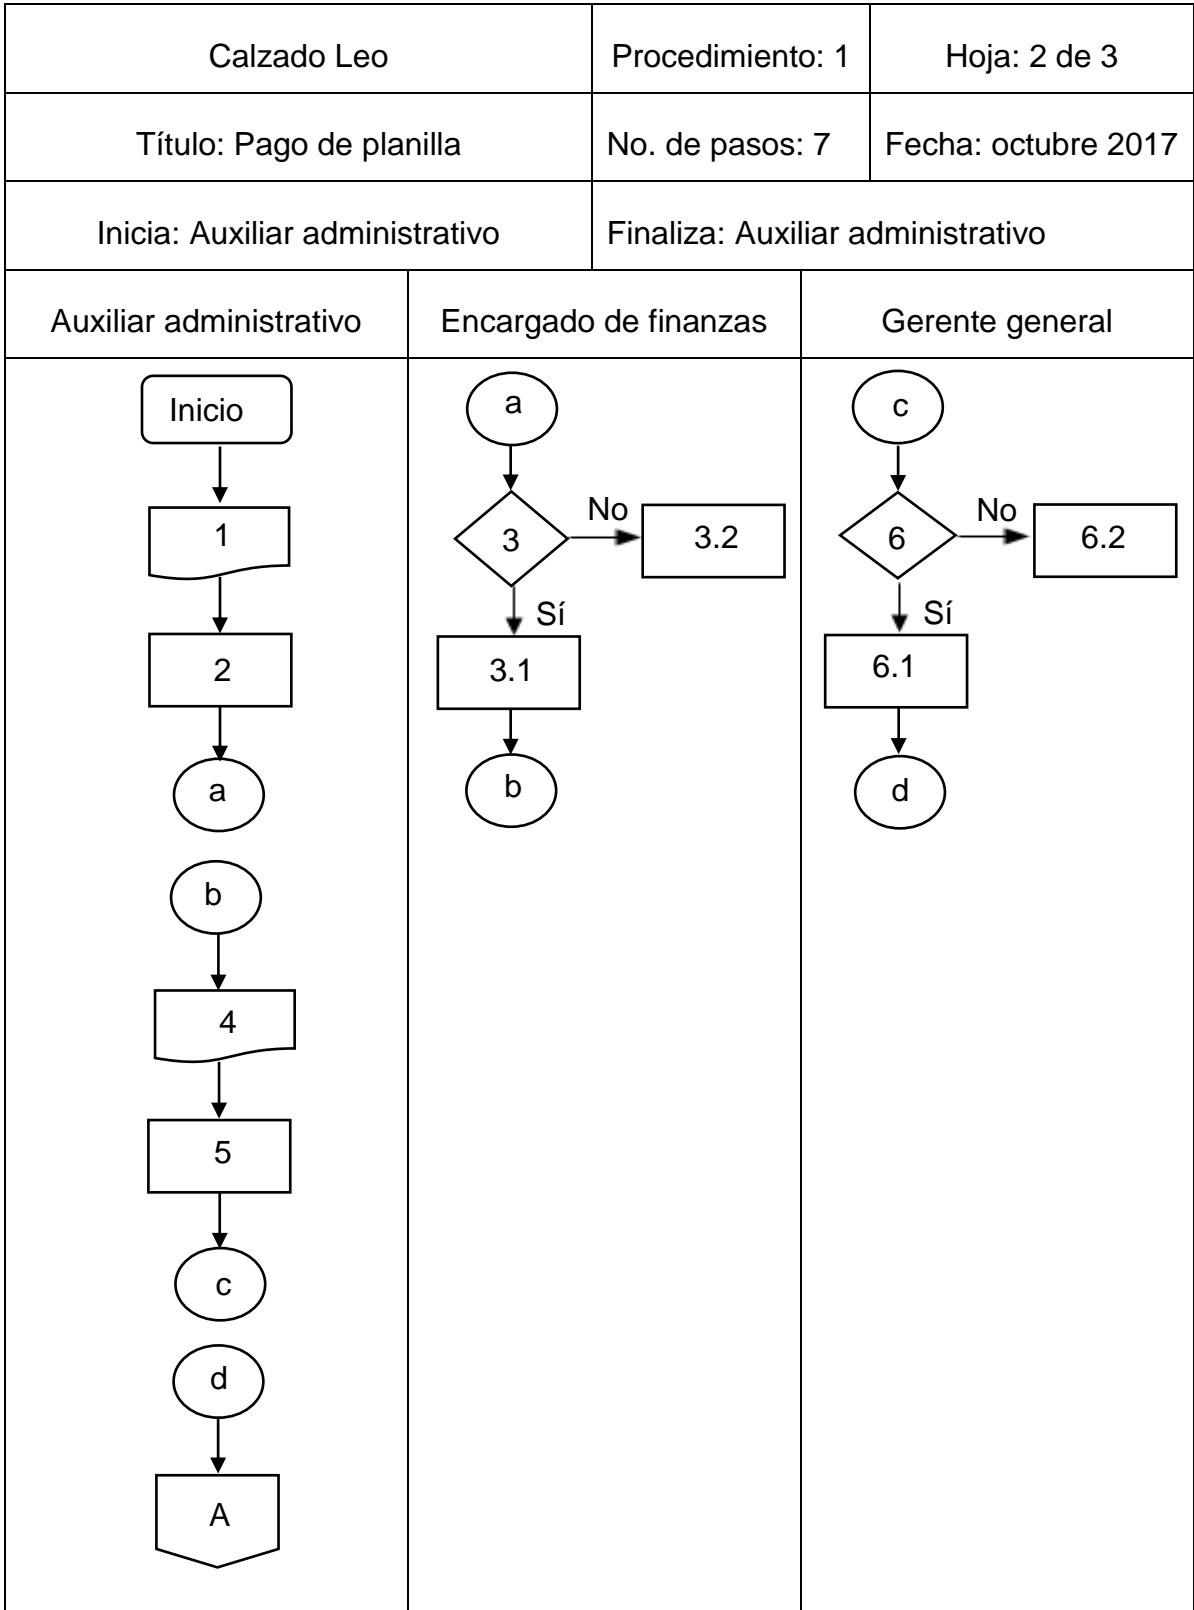 Calzado Leo
Procedimiento: 1
Hoja: 2 de 3
Título: Pago de planilla
No. de pasos: 7
Fecha: octubre 2017
Inicia: Auxiliar administrativo
Finaliza: Auxiliar administrativo
Auxiliar administrativo
Encargado de finanzas
Gerente general
Inicio
1
2
a
b
4
5
c
d
A
a
3
No
3.2
Sí
3.1
b
c
6
No
6.2
Sí
6.1
d